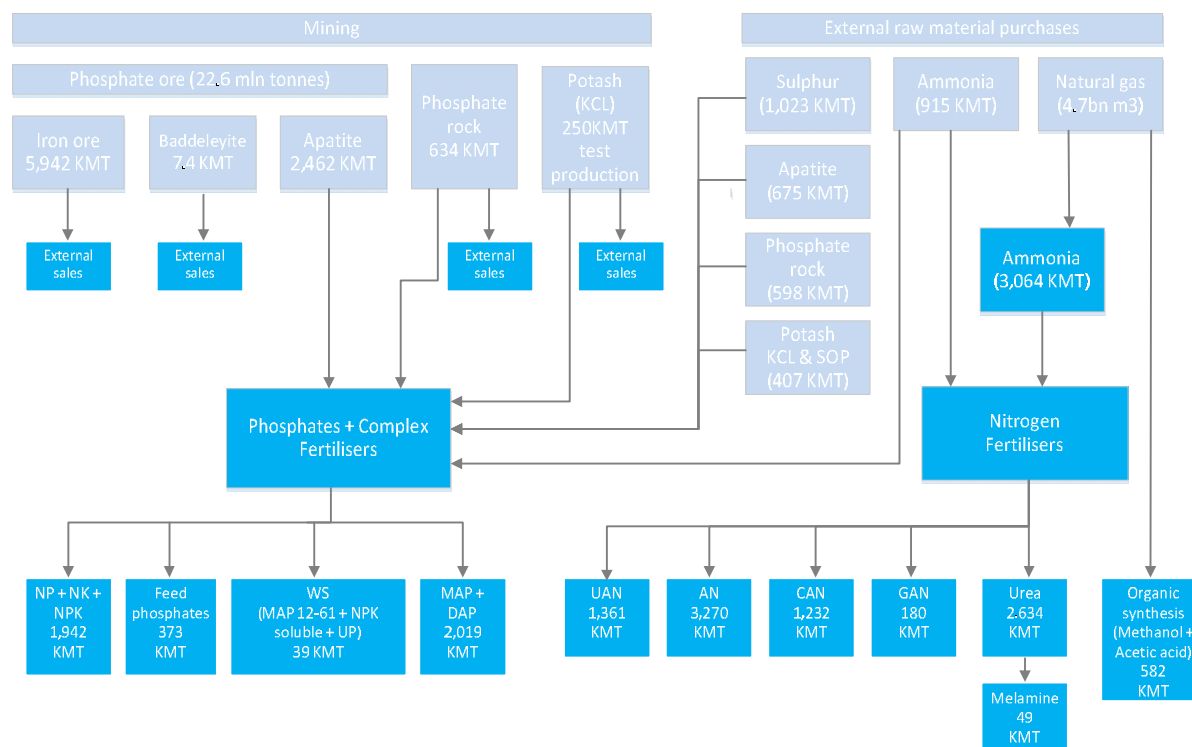 Mining
External raw material purchases
Phosphate ore (22.6 mln tonnes)
Iron ore
5,942 KMT
Baddeleyite
7.4 KMT
Apatite
2,462 KMT
Phosphate
rock
634 KMT
Potash
(KCL)
250KMT
test
production
Sulphur
(1,023 KMT)
Ammonia
(915 KMT)
Natural gas
(4.7bn m3)
Apatite
(675 KMT)
Phosphate
rock
(598 KMT)
Potash
KCL & SOP
(407 KMT)
External
sales
External
sales
External
sales
External
sales
Ammonia
(3,064 KMT)
Phosphates + Complex
Fertilisers
Nitrogen
Fertilisers
NP + NK +
NPK
1,942
KMT
Feed
phosphates
373
KMT
WS
(MAP 12-61 + NPK
soluble + UP)
39 KMT
MAP +
DAP
2,019
KMT
UAN
1,361
KMT
AN
3,270
KMT
CAN
1,232
KMT
GAN
180
KMT
Urea
2.634
KMT
Organic
synthesis
(Methanol +
Acetic acid)
582
KMT
Melamine
49
KMT